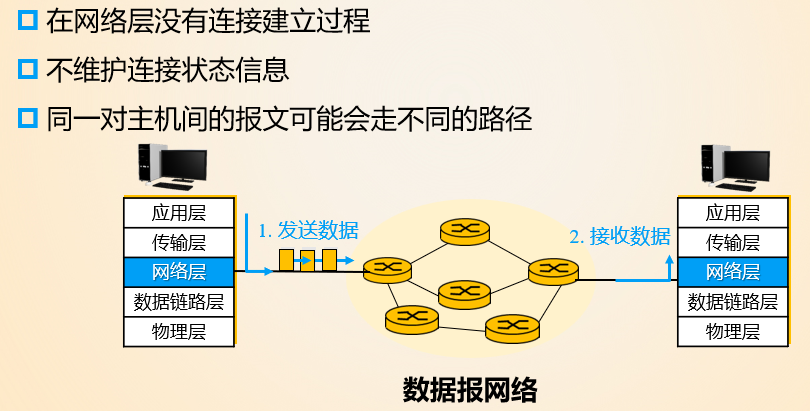 在网络层没有连接建立过程
不维护连接状态信息
同一对主机间的报文可能会走不同的路径
应用层
传输层
网络层
数据链路层
物理层
1. 发送数据
2. 接收数据
应用层
传输层
网络层
数据链路层
物理层
数据报网络